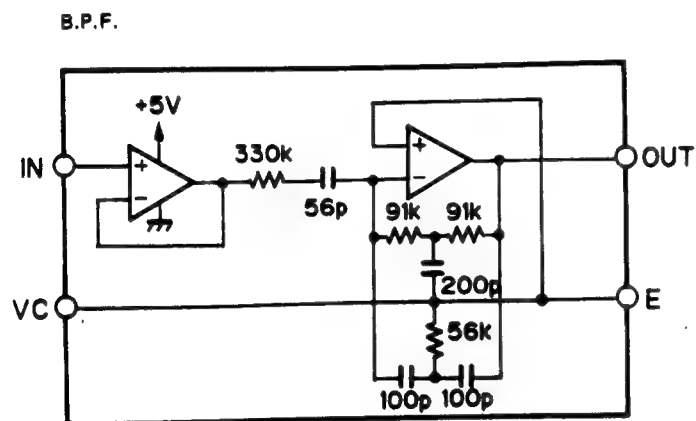 B.P.F.
+5V
IN
+
−
330k
56p
+
−
OUT
91k
91k
200p
VC
E
56k
100p
100p